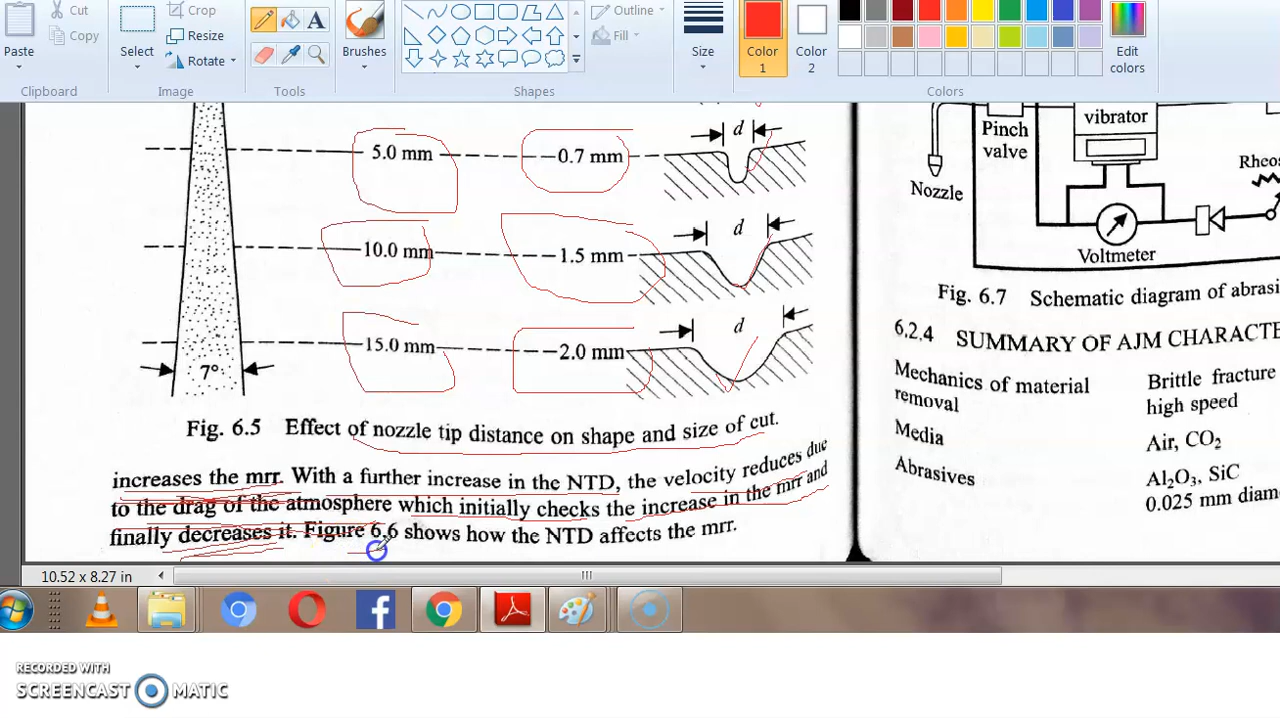 Cut
Crop
Outline
Copy
Resize
Fill
Paste
Select
Rotate
Brushes
Size
Color
1
Color
2
Edit
colors
Clipboard
Image
Tools
Shapes
Colors
d
5.0 mm
0.7 mm
d
10.0 mm
1.5 mm
d
15.0 mm
2.0 mm
7°
Fig. 6.5 Effect of nozzle tip distance on shape and size of cut.
increases the mrr. With a further increase in the NTD, the velocity reduces due
to the drag of the atmosphere which initially checks the increase in the mrr and
finally decreases it. Figure 6.6 shows how the NTD affects the mrr.
vibrator
Pinch
valve
Nozzle
Rheos
Voltmeter
Fig. 6.7 Schematic diagram of abrasi
6.2.4 SUMMARY OF AJM CHARACTE
Mechanics of material
removal
Brittle fracture
high speed
Media
Air, CO2
Abrasives
Al2O3, SiC
0.025 mm diam
10.52 × 8.27 in
RECORDED WITH
SCREENCAST MATIC